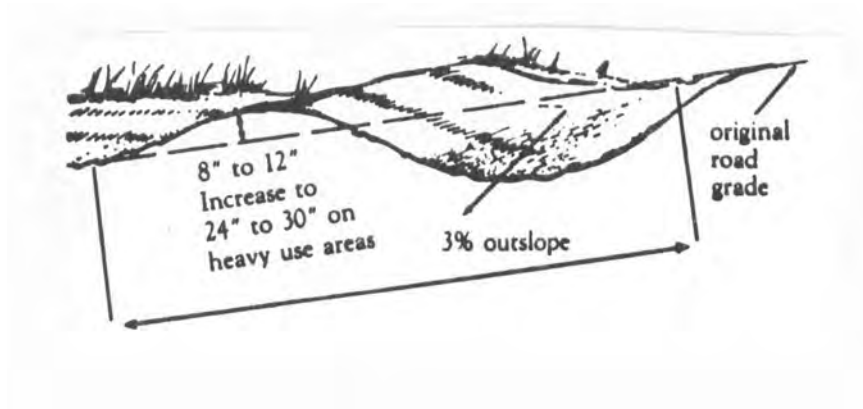 8" to 12"
Increase to
24" to 30" on
heavy use areas
3% outslope
original
road
grade